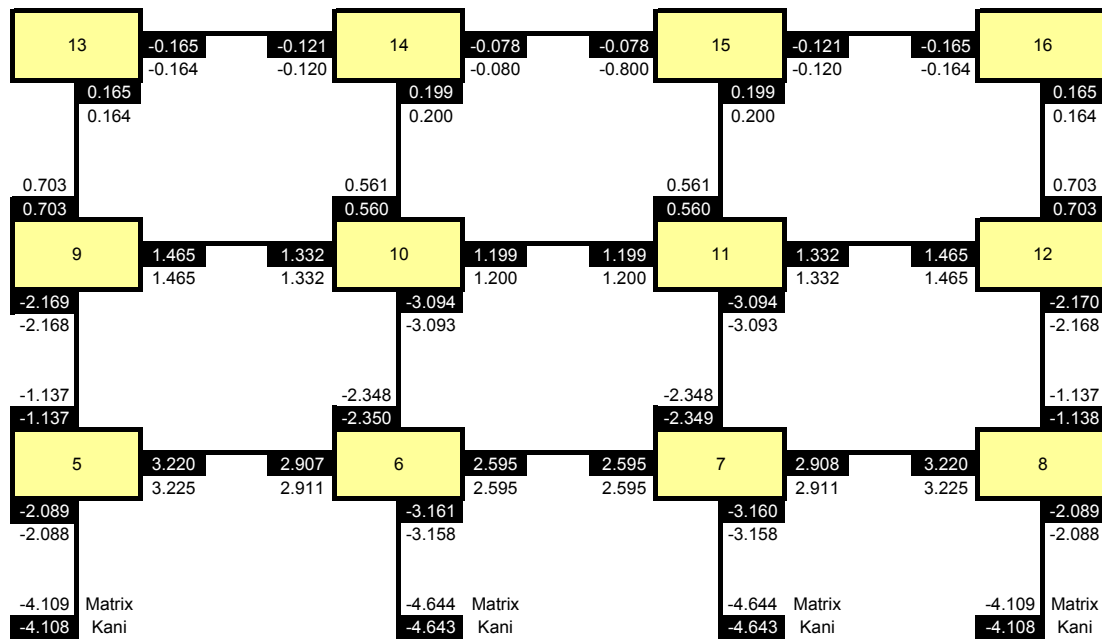 13 -0.165 -0.121 14 -0.078 -0.078 15 -0.121 -0.165 16
-0.164 -0.120 -0.080 -0.800 -0.120 -0.164
0.165 0.199 0.199 0.165
0.164 0.200 0.200 0.164
0.703 0.561 0.561 0.703
0.703 0.560 0.560 0.703
9 1.465 1.332 10 1.199 1.199 11 1.332 1.465 12
1.465 1.332 1.200 1.200 1.332 1.465
-2.169 -3.094 -3.094 -2.170
-2.168 -3.093 -3.093 -2.168
-1.137 -2.348 -2.348 -1.137
-1.137 -2.350 -2.349 -1.138
5 3.220 2.907 6 2.595 2.595 7 2.908 3.220 8
3.225 2.911 2.595 2.595 2.911 3.225
-2.089 -3.161 -3.160 -2.089
-2.088 -3.158 -3.158 -2.088
-4.109 Matrix -4.644 Matrix -4.644 Matrix -4.109 Matrix
-4.108 Kani -4.643 Kani -4.643 Kani -4.108 Kani